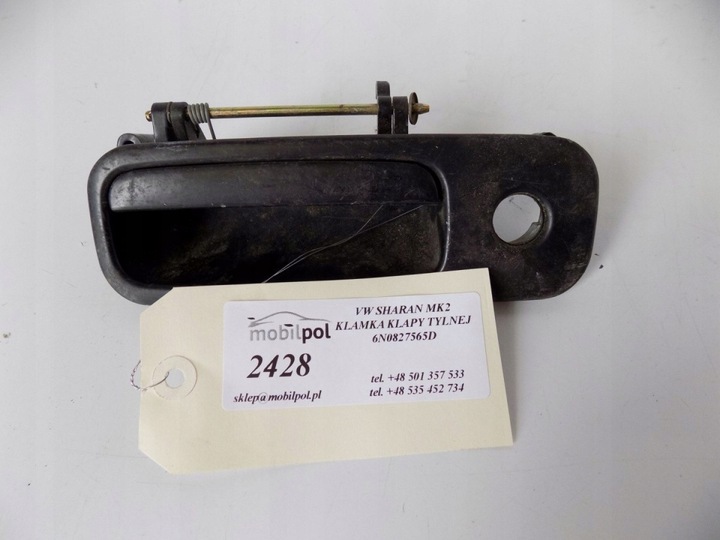 VW SHARAN MK2
mobilpol KLAMKA KLAPY TYLNEJ
6N0827565D
2428
tel. +48 501 357 533
sklep@mobilpol.pl tel. +48 535 452 734